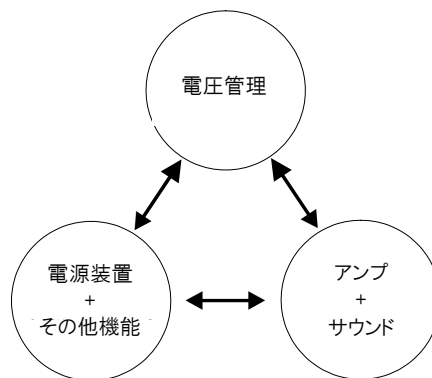 電圧管理
電源装置
+
その他機能
アンプ
+
サウンド